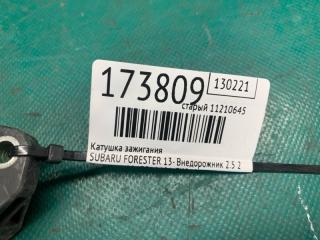 173809 130221
старый 11210645
Катушка зажигания
SUBARU FORESTER 13- Внедорожник 2.5 2